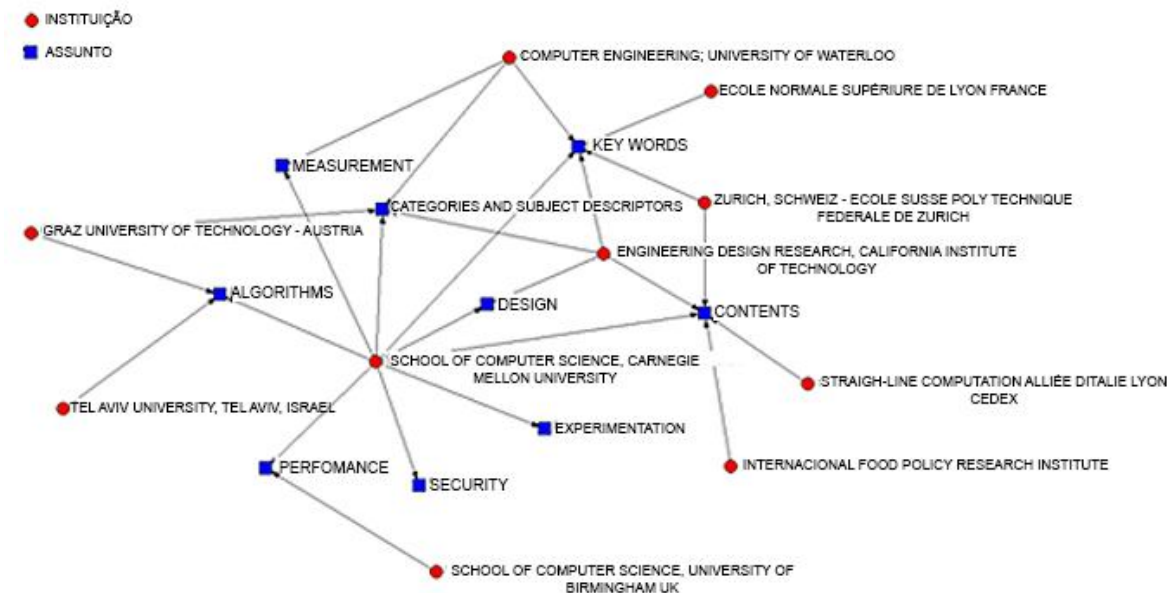 INSTITUIÇÃO
ASSUNTO
COMPUTER ENGINEERING; UNIVERSITY OF WATERLOO
ECOLE NORMALE SUPÉRIURE DE LYON FRANCE
KEY WORDS
MEASUREMENT
ZURICH, SCHWEIZ - ECOLE SUSSE POLY TECHNIQUE
FEDERALE DE ZURICH
CATEGORIES AND SUBJECT DESCRIPTORS
GRAZ UNIVERSITY OF TECHNOLOGY - AUSTRIA
ENGINEERING DESIGN RESEARCH, CALIFORNIA INSTITUTE
OF TECHNOLOGY
ALGORITHMS
DESIGN
CONTENTS
SCHOOL OF COMPUTER SCIENCE, CARNEGIE
MELLON UNIVERSITY
STRAIGH-LINE COMPUTATION ALLIÉE DITALIE LYON
CEDEX
TEL AVIV UNIVERSITY, TEL AVIV, ISRAEL
EXPERIMENTATION
PERFOMANCE
INTERNACIONAL FOOD POLICY RESEARCH INSTITUTE
SECURITY
SCHOOL OF COMPUTER SCIENCE, UNIVERSITY OF
BIRMINGHAM UK